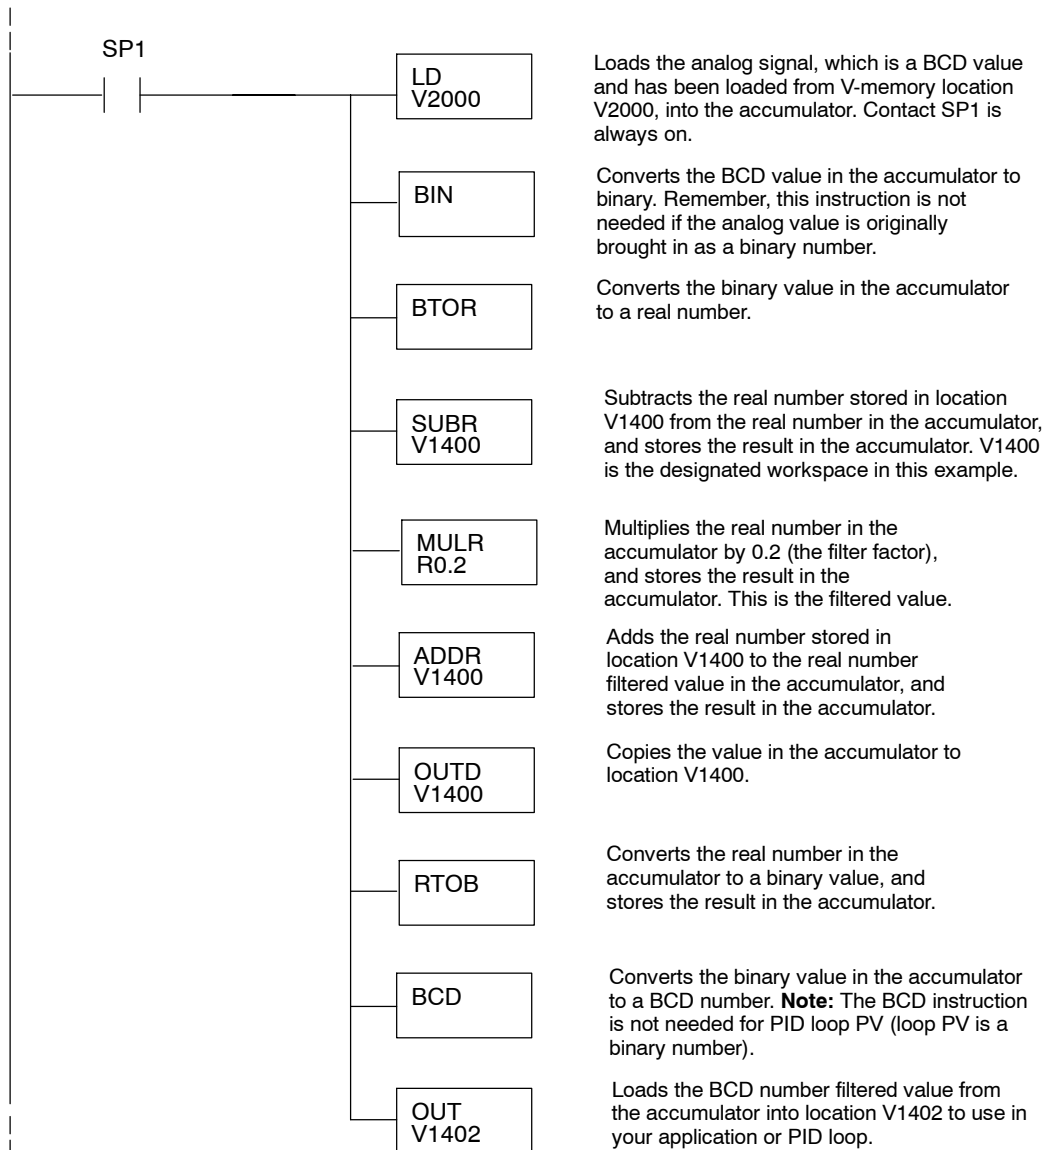 SP1
LD
V2000
Loads the analog signal, which is a BCD value
and has been loaded from V-memory location
V2000, into the accumulator. Contact SP1 is
always on.
BIN
Converts the BCD value in the accumulator to
binary. Remember, this instruction is not
needed if the analog value is originally
brought in as a binary number.
BTOR
Converts the binary value in the accumulator
to a real number.
SUBR
V1400
Subtracts the real number stored in location
V1400 from the real number in the accumulator,
and stores the result in the accumulator. V1400
is the designated workspace in this example.
MULR
R0.2
Multiplies the real number in the
accumulator by 0.2 (the filter factor),
and stores the result in the
accumulator. This is the filtered value.
ADDR
V1400
Adds the real number stored in
location V1400 to the real number
filtered value in the accumulator, and
stores the result in the accumulator.
OUTD
V1400
Copies the value in the accumulator to
location V1400.
RTOB
Converts the real number in the
accumulator to a binary value, and
stores the result in the accumulator.
BCD
Converts the binary value in the accumulator
to a BCD number. Note: The BCD instruction
is not needed for PID loop PV (loop PV is a
binary number).
OUT
V1402
Loads the BCD number filtered value from
the accumulator into location V1402 to use in
your application or PID loop.